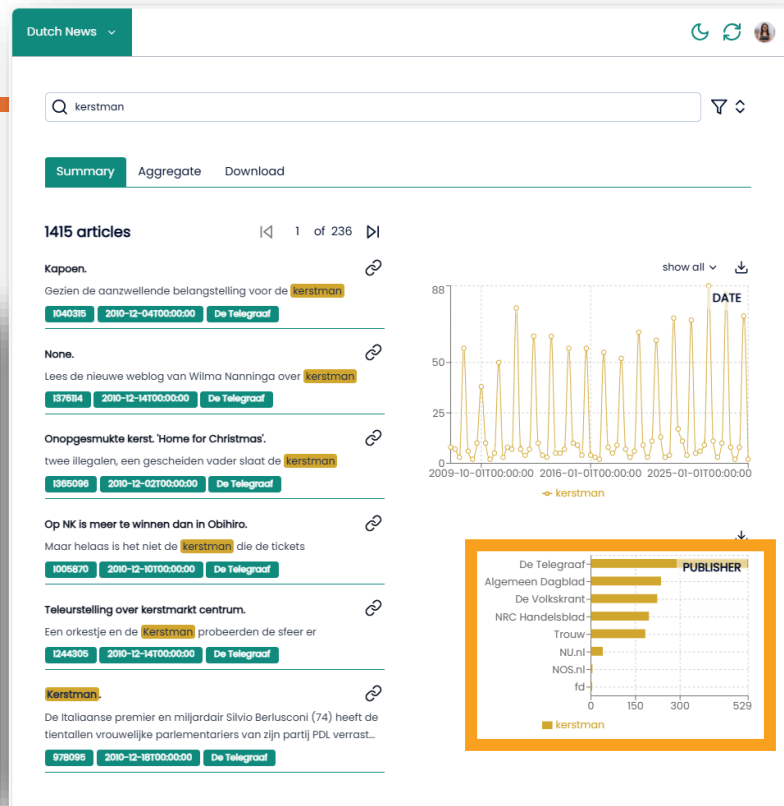 Dutch News
kerstman
Summary Aggregate Download
1415 articles
1 of 236
Kapoen.
Gezien de aanzwellende belangstelling voor de kerstman
1040315 2010-12-04T00:00:00 De Telegraaf
None.
Lees de nieuwe weblog van Wilma Nanninga over kerstman
1376114 2010-12-14T00:00:00 De Telegraaf
Onopgesmukte kerst. 'Home for Christmas'.
twee illegalen, een gescheiden vader slaat de kerstman
1365096 2010-12-02T00:00:00 De Telegraaf
Op NK is meer te winnen dan in Obihiro.
Maar helaas is het niet de kerstman die de tickets
1005870 2010-12-10T00:00:00 De Telegraaf
Teleurstelling over kerstmarkt centrum.
Een orkestje en de Kerstman probeerden de sfeer er
1244305 2010-12-14T00:00:00 De Telegraaf
Kerstman.
De Italiaanse premier en miljardair Silvio Berlusconi (74) heeft de
tientallen vrouwelijke parlementariers van zijn partij PDL verrast...
978095 2010-12-18T00:00:00 De Telegraaf
show all
88
DATE
50
25
0
2009-10-01T00:00:00 2016-01-01T00:00:00 2025-01-01T00:00:00
kerstman
De Telegraaf
PUBLISHER
Algemeen Dagblad
De Volkskrant
NRC Handelsblad
Trouw
NU.nl
NOS.nl
fd
0 150 300 529
kerstman